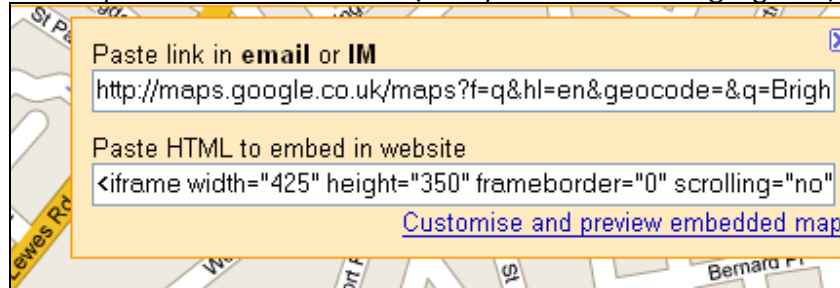 St Pa
Paste link in email or IM
http://maps.google.co.uk/maps?f=q&hl=en&geocode=&q=Brigh
Paste HTML to embed in website
<iframe width="425" height="350" frameborder="0" scrolling="no"
Customise and preview embedded map
Lewes Rd
St
Bernard Pl